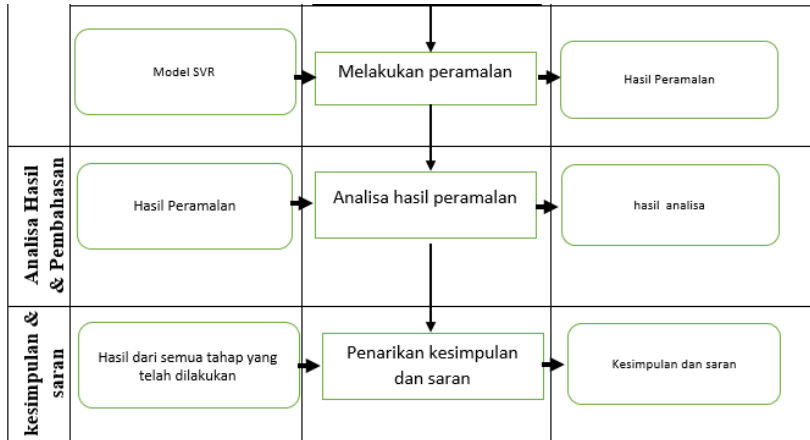 Model SVR
Melakukan peramalan
Hasil Peramalan
Analisa Hasil
& Pembahasan
Hasil Peramalan
Analisa hasil peramalan
hasil analisa
kesimpulan &
saran
Hasil dari semua tahap yang
telah dilakukan
Penarikan kesimpulan
dan saran
Kesimpulan dan saran